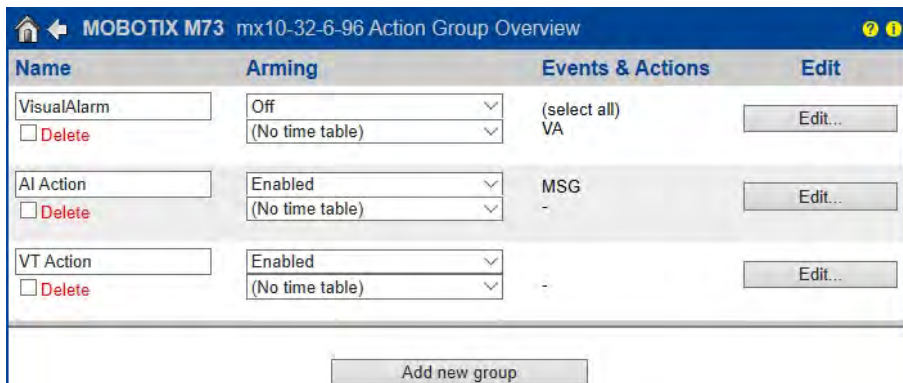 MOBOTIX M73 mx10-32-6-96 Action Group Overview ? i
Name Arming Events & Actions Edit
VisualAlarm Off (select all) Edit...
Delete (No time table) VA
AI Action Enabled MSG Edit...
Delete (No time table) -
VT Action Enabled Edit...
Delete (No time table) -
Add new group